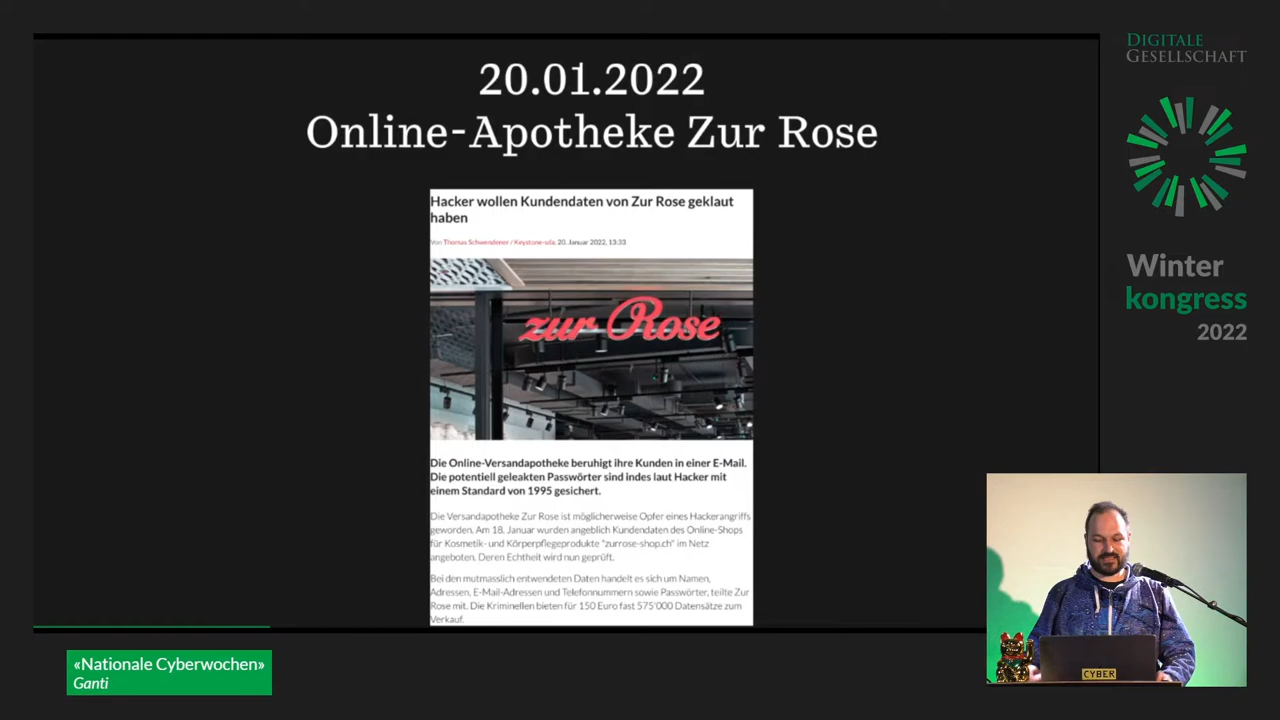 20.01.2022
Online-Apotheke Zur Rose
Hacker wollen Kundendaten von Zur Rose geklaut
haben
Von Thomas Schwendener / Keystone-sda, 20. Januar 2022, 13:33
zur Rose
Die Online-Versandapotheke beruhigt ihre Kunden in einer E-Mail.
Die potentiell geleakten Passwörter sind indes laut Hacker mit
einem Standard von 1995 gesichert.
Die Versandapotheke Zur Rose ist möglicherweise Opfer eines Hackerangriffs
geworden. Am 18. Januar wurden angeblich Kundendaten des Online-Shops
für Kosmetik- und Körperpflegeprodukte "zurrose-shop.ch" im Netz
angeboten. Deren Echtheit wird nun geprüft.
Bei den mutmasslich entwendeten Daten handelt es sich um Namen,
Adressen, E-Mail-Adressen und Telefonnummern sowie Passwörter, teilte Zur
Rose mit. Die Kriminellen bieten für 150 Euro fast 575'000 Datensätze zum
Verkauf.
DIGITALE
GESELLSCHAFT
Winter
kongress
2022
CYBER
«Nationale Cyberwochen»
Ganti